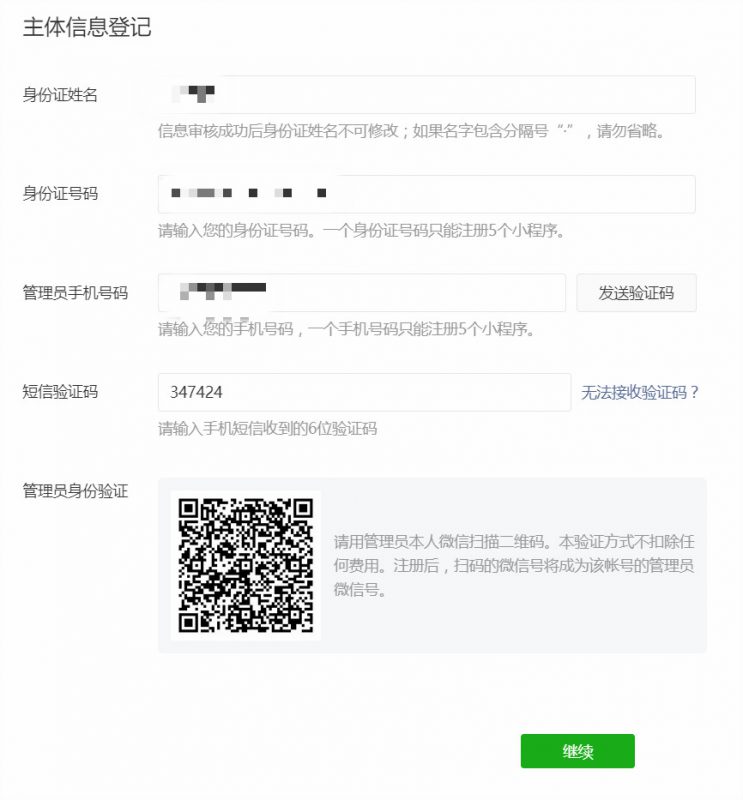 主体信息登记
身份证姓名
信息审核成功后身份证姓名不可修改；如果名字包含分隔号“·”，请勿省略。
身份证号码
请输入您的身份证号码。一个身份证号码只能注册5个小程序。
管理员手机号码
发送验证码
请输入您的手机号码，一个手机号码只能注册5个小程序。
短信验证码
347424
无法接收验证码？
请输入手机短信收到的6位验证码
管理员身份验证
请用管理员本人微信扫描二维码。本验证方式不扣除任
何费用。注册后，扫码的微信号将成为该帐号的管理员
微信号。
继续